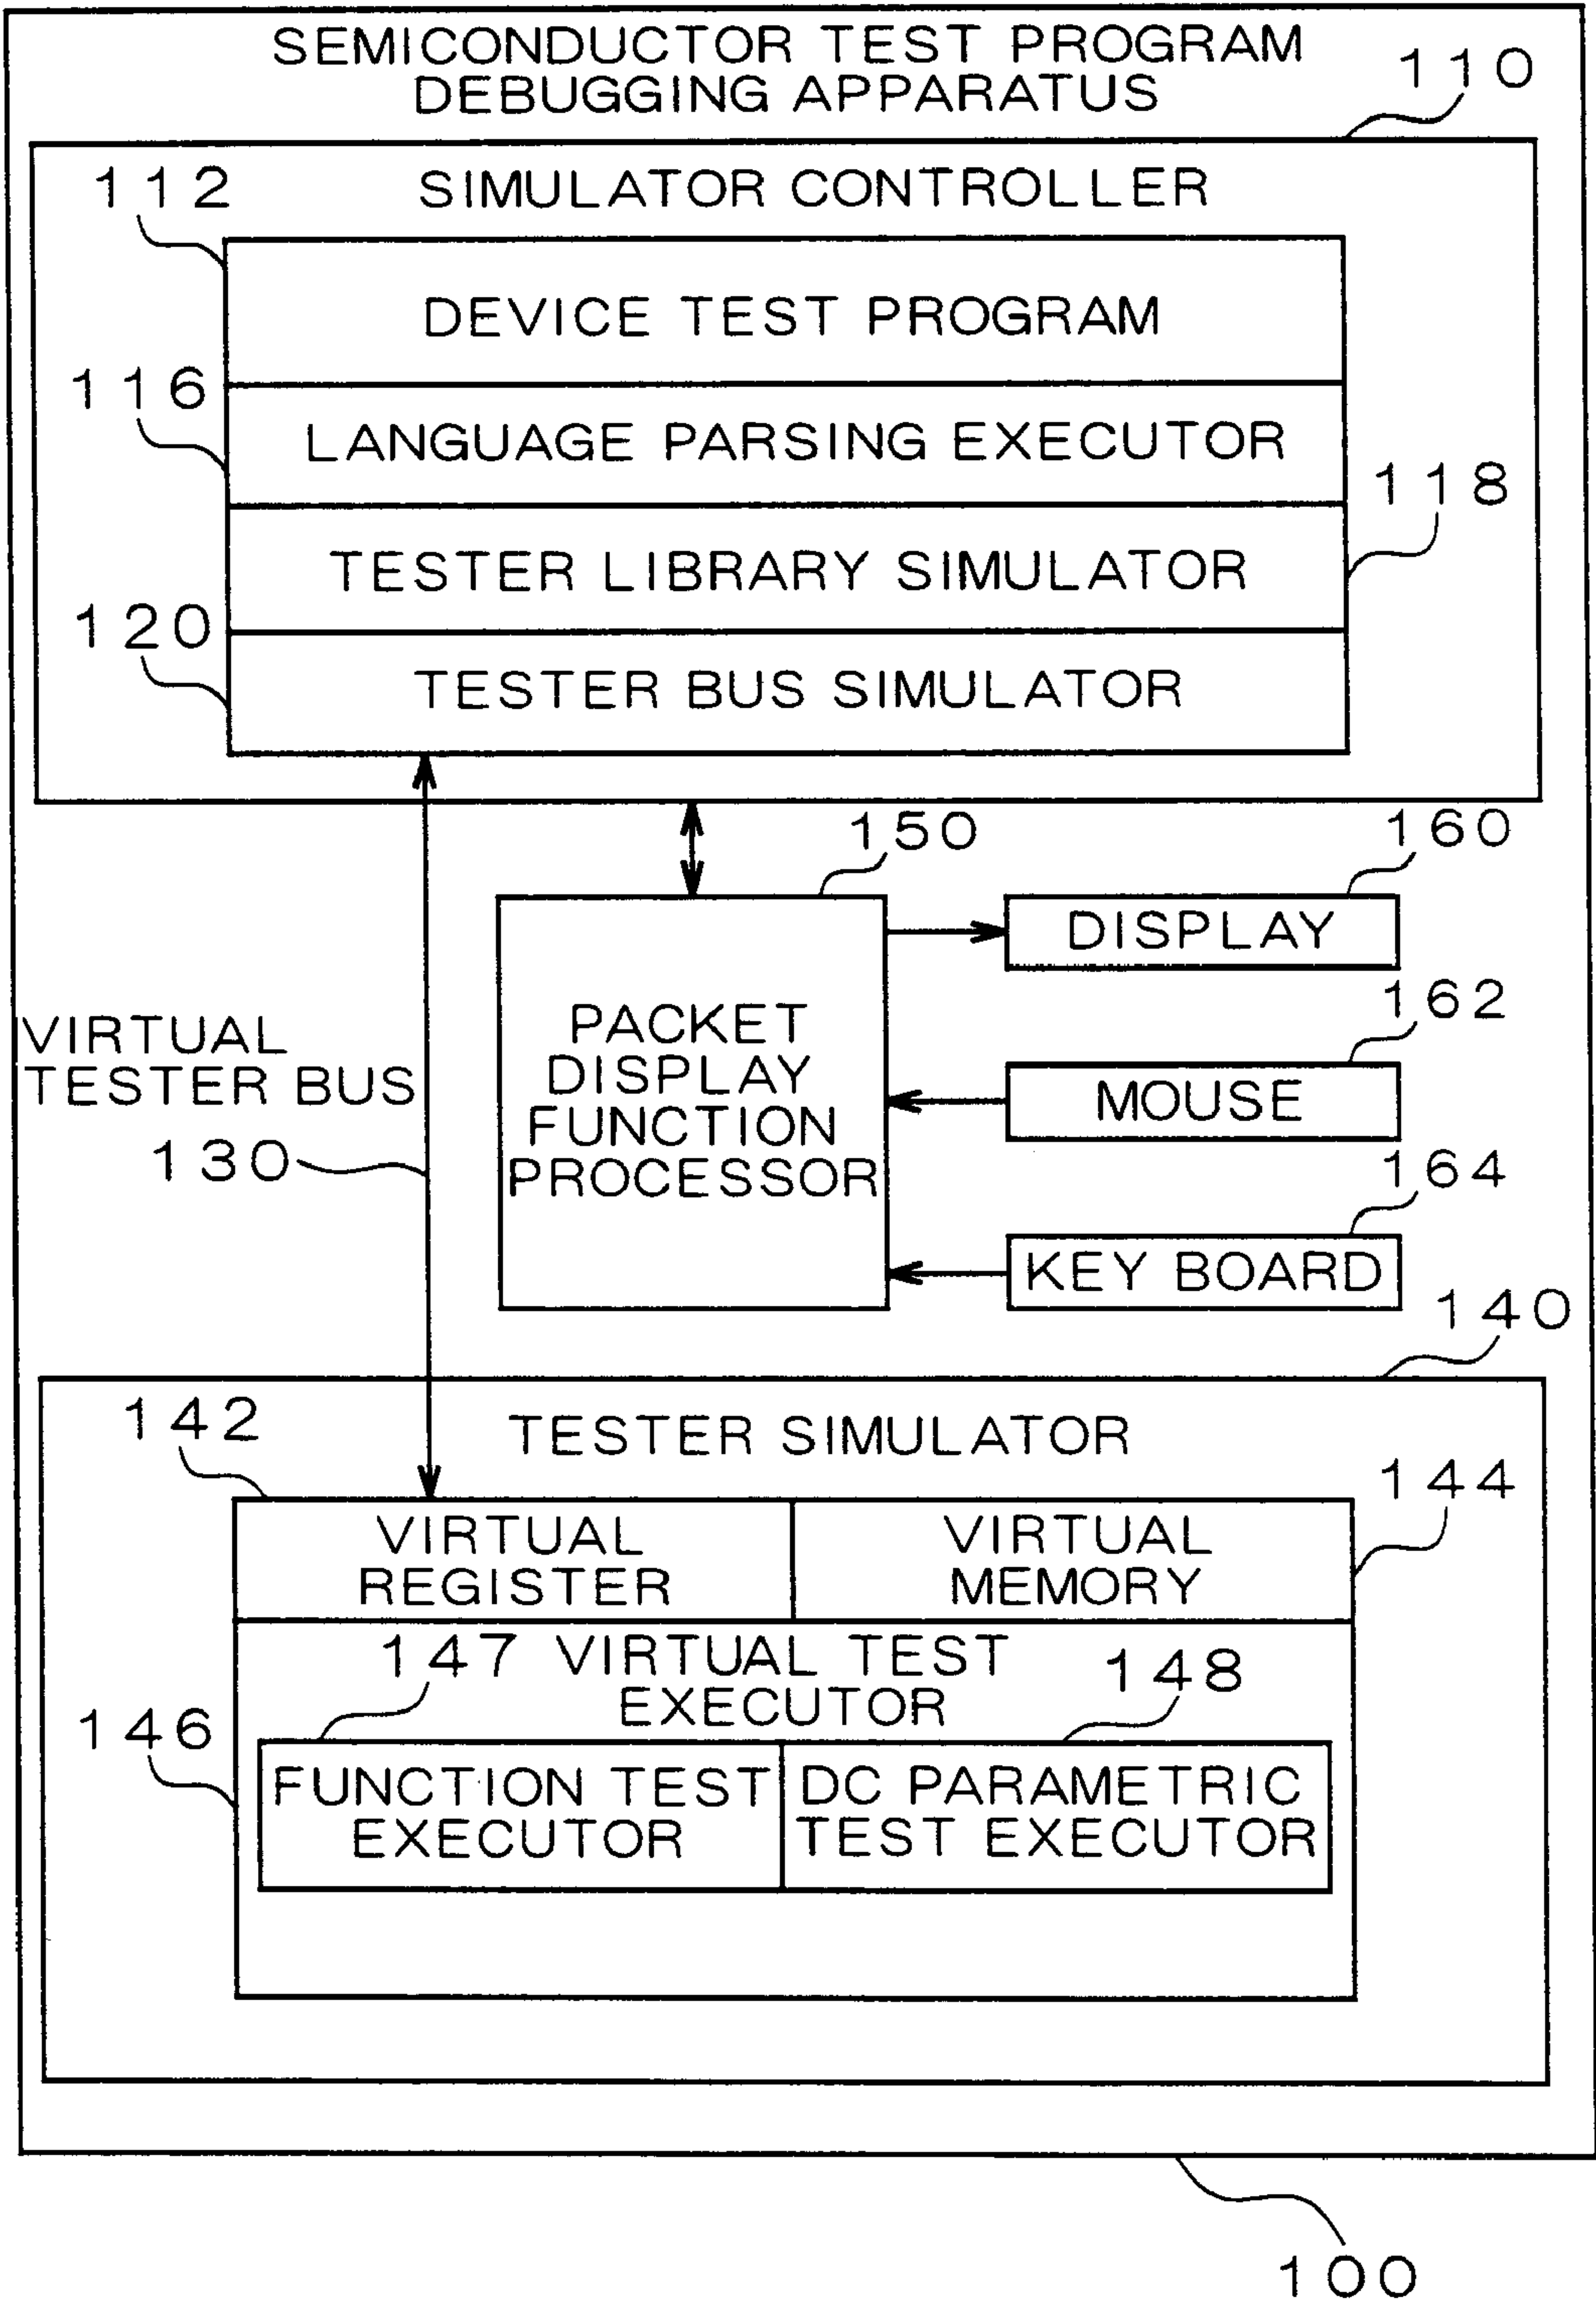 SEMICONDUCTOR TEST PROGRAM
DEBUGGING APPARATUS
110
SIMULATOR CONTROLLER
112
DEVICE TEST PROGRAM
116
LANGUAGE PARSING EXECUTOR
118
TESTER LIBRARY SIMULATOR
120
TESTER BUS SIMULATOR
150
160
DISPLAY
PACKET
DISPLAY
FUNCTION
PROCESSOR
162
MOUSE
VIRTUAL
TESTER BUS
130
164
KEY BOARD
140
142
TESTER SIMULATOR
144
VIRTUAL
REGISTER
VIRTUAL
MEMORY
147
VIRTUAL TEST
EXECUTOR
148
146
FUNCTION TEST
EXECUTOR
DC PARAMETRIC
TEST EXECUTOR
100